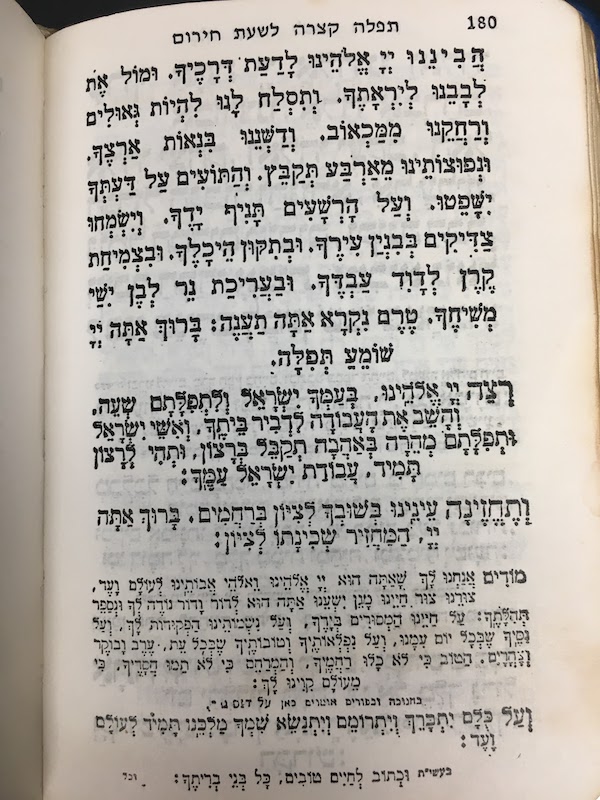 180
תפלה קצרה לשעת חירום
הֲבִינֵנוּ יְיָ אֱלֹהֵינוּ לָדַעַת דְּרָכֶיךָ. וּמוֹל אֶת
לְבָבֵנוּ לְיִרְאָתֶךָ. וְתִסְלַח לָנוּ לִהְיוֹת גְּאוּלִים
וְרַחֲקֵנוּ מִמַּכְאוֹב. וְדַשְּׁנֵנוּ בִּנְאוֹת אַרְצֶךָ.
וּנְפוּצוֹתֵינוּ מֵאַרְבַּע תְּקַבֵּץ. וְהַתּוֹעִים עַל דַּעְתְּךָ
יִשָּׁפֵטוּ. וְעַל הָרְשָׁעִים תָּנִיף יָדֶךָ. וְיִשְׂמְחוּ
צַדִּיקִים בְּבִנְיַן עִירֶךָ. וּבְתִקּוּן הֵיכָלֶךָ. וּבִצְמִיחַת
קֶרֶן לְדָוִד עַבְדֶּךָ. וּבַעֲרִיכַת נֵר לְבֶן יִשַׁי
מְשִׁיחֶךָ. טֶרֶם נִקְרָא אַתָּה תַעֲנֶה: בָּרוּךְ אַתָּה יְיָ
שׁוֹמֵעַ תְּפִלָּה.
רְצֵה יְיָ אֱלֹהֵינוּ, בְּעַמְּךָ יִשְׂרָאֵל וְלִתְפִלָּתָם שְׁעֵה,
וְהָשֵׁב אֶת הָעֲבוֹדָה לִדְבִיר בֵּיתֶךָ, וְאִשֵּׁי יִשְׂרָאֵל
וּתְפִלָּתָם מְהֵרָה בְּאַהֲבָה תְקַבֵּל בְּרָצוֹן, וּתְהִי לְרָצוֹן
תָּמִיד, עֲבוֹדַת יִשְׂרָאֵל עַמֶּךָ:
וְתֶחֱזֶינָה עֵינֵינוּ בְּשׁוּבְךָ לְצִיּוֹן בְּרַחֲמִים. בָּרוּךְ אַתָּה
יְיָ, הַמַּחֲזִיר שְׁכִינָתוֹ לְצִיּוֹן:
מוֹדִים אֲנַחְנוּ לָךְ שָׁאַתָּה הוּא יְיָ אֱלֹהֵינוּ וֵאלֹהֵי אֲבוֹתֵינוּ לְעוֹלָם וָעֶד,
צוּרֵנוּ צוּר חַיֵּינוּ מָגֵן יִשְׁעֵנוּ אַתָּה הוּא לְדוֹר וָדוֹר נוֹדֶה לְךָ וּנְסַפֵּר
תְּהִלָּתֶךָ: עַל חַיֵּינוּ הַמְּסוּרִים בְּיָדֶךָ, וְעַל נִשְׁמוֹתֵינוּ הַפְּקוּדוֹת לָךְ, וְעַל
נִסֶּיךָ שֶׁבְּכָל יוֹם עִמָּנוּ, וְעַל נִפְלְאוֹתֶיךָ וְטוֹבוֹתֶיךָ שֶׁבְּכָל עֵת, עֶרֶב וָבֹקֶר
וְצָהֳרָיִם. הַטּוֹב כִּי לֹא כָלוּ רַחֲמֶיךָ, וְהַמְרַחֵם כִּי לֹא תַמּוּ חֲסָדֶיךָ, כִּי
מֵעוֹלָם קִוִּינוּ לָךְ:
בחנוכה ובפורים אומרים כאן על
וְעַל כֻּלָּם יִתְבָּרַךְ וְיִתְרוֹמַם וְיִתְנַשֵּׂא שִׁמְךָ מַלְכֵּנוּ תָּמִיד לְעוֹלָם
וָעֶד:
בעשי״ת וּכְתוֹב לְחַיִּים טוֹבִים, כָּל בְּנֵי בְרִיתֶךָ: וכל